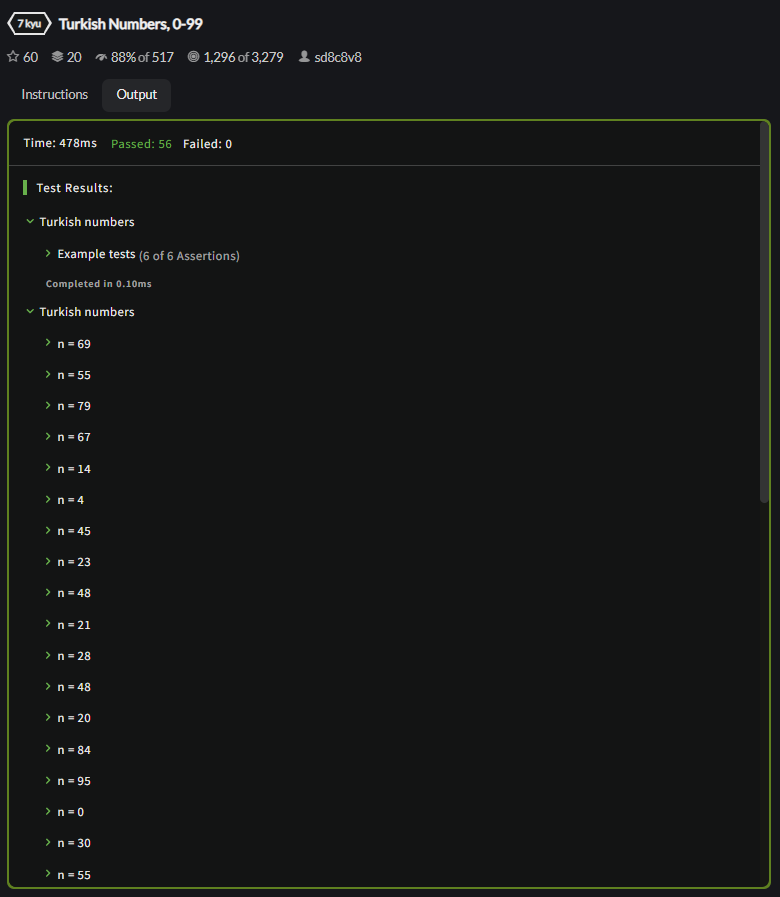 7 kyu Turkish Numbers, 0-99
60 20 88% of 517 1,296 of 3,279 sd8c8v8
Instructions Output
Time: 478ms Passed: 56 Failed: 0
Test Results:
Turkish numbers
Example tests (6 of 6 Assertions)
Completed in 0.10ms
Turkish numbers
n = 69
n = 55
n = 79
n = 67
n = 14
n = 4
n = 45
n = 23
n = 48
n = 21
n = 28
n = 48
n = 20
n = 84
n = 95
n = 0
n = 30
n = 55